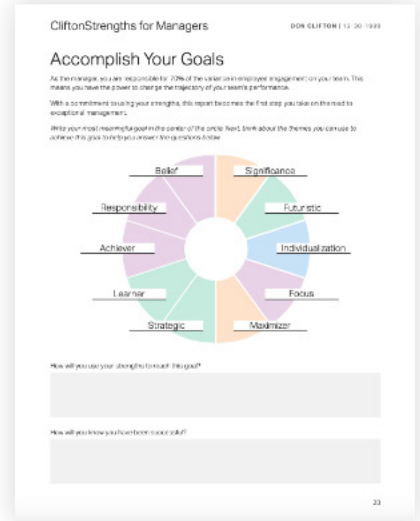 CliftonStrengths for Managers
DON CLIFTON | 12-30-1998
Accomplish Your Goals
As the manager, you are responsible for 70% of the variance in employee engagement on your team. This
means you have the power to change the trajectory of your team's performance.
With a commitment to using your strengths, this report becomes the first step you take on the road to
exceptional management.
Write your most meaningful goal in the center of the circle. Next, think about the themes you can use to
achieve this goal to help you answer the questions below.
Belief
Significance
Responsibility
Futuristic
Achiever
Individualization
Learner
Focus
Strategic
Maximizer
How will you use your strengths to reach this goal?
How will you know you have been successful?
23